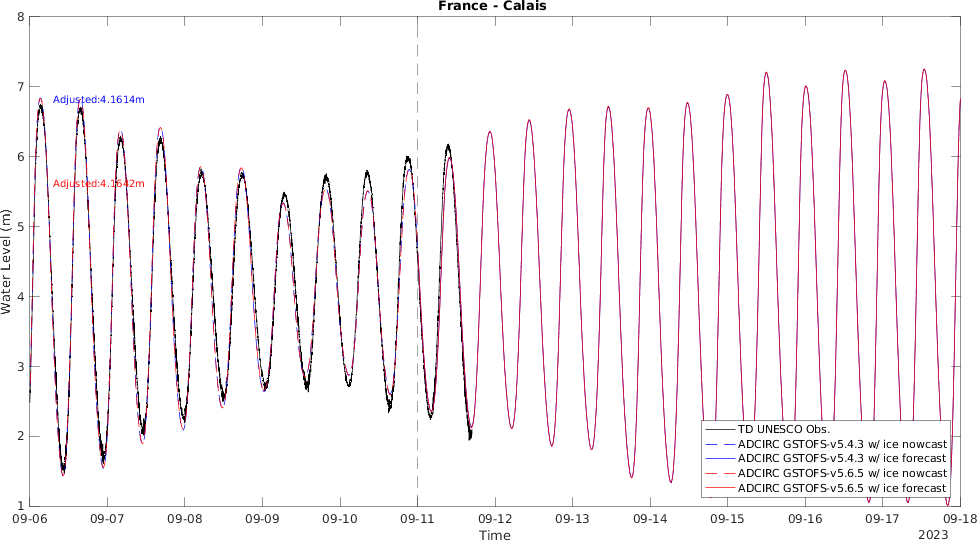 France - Calais
8
7
6
5
4
3
2
1
Water Level (m)
Adjusted:4.1614m
Adjusted:4.1642m
TD UNESCO Obs.
ADCIRC GSTOFS-v5.4.3 w/ ice nowcast
ADCIRC GSTOFS-v5.4.3 w/ ice forecast
ADCIRC GSTOFS-v5.6.5 w/ ice nowcast
ADCIRC GSTOFS-v5.6.5 w/ ice forecast
09-06 09-07 09-08 09-09 09-10 09-11 09-12 09-13 09-14 09-15 09-16 09-17 09-18
Time
2023